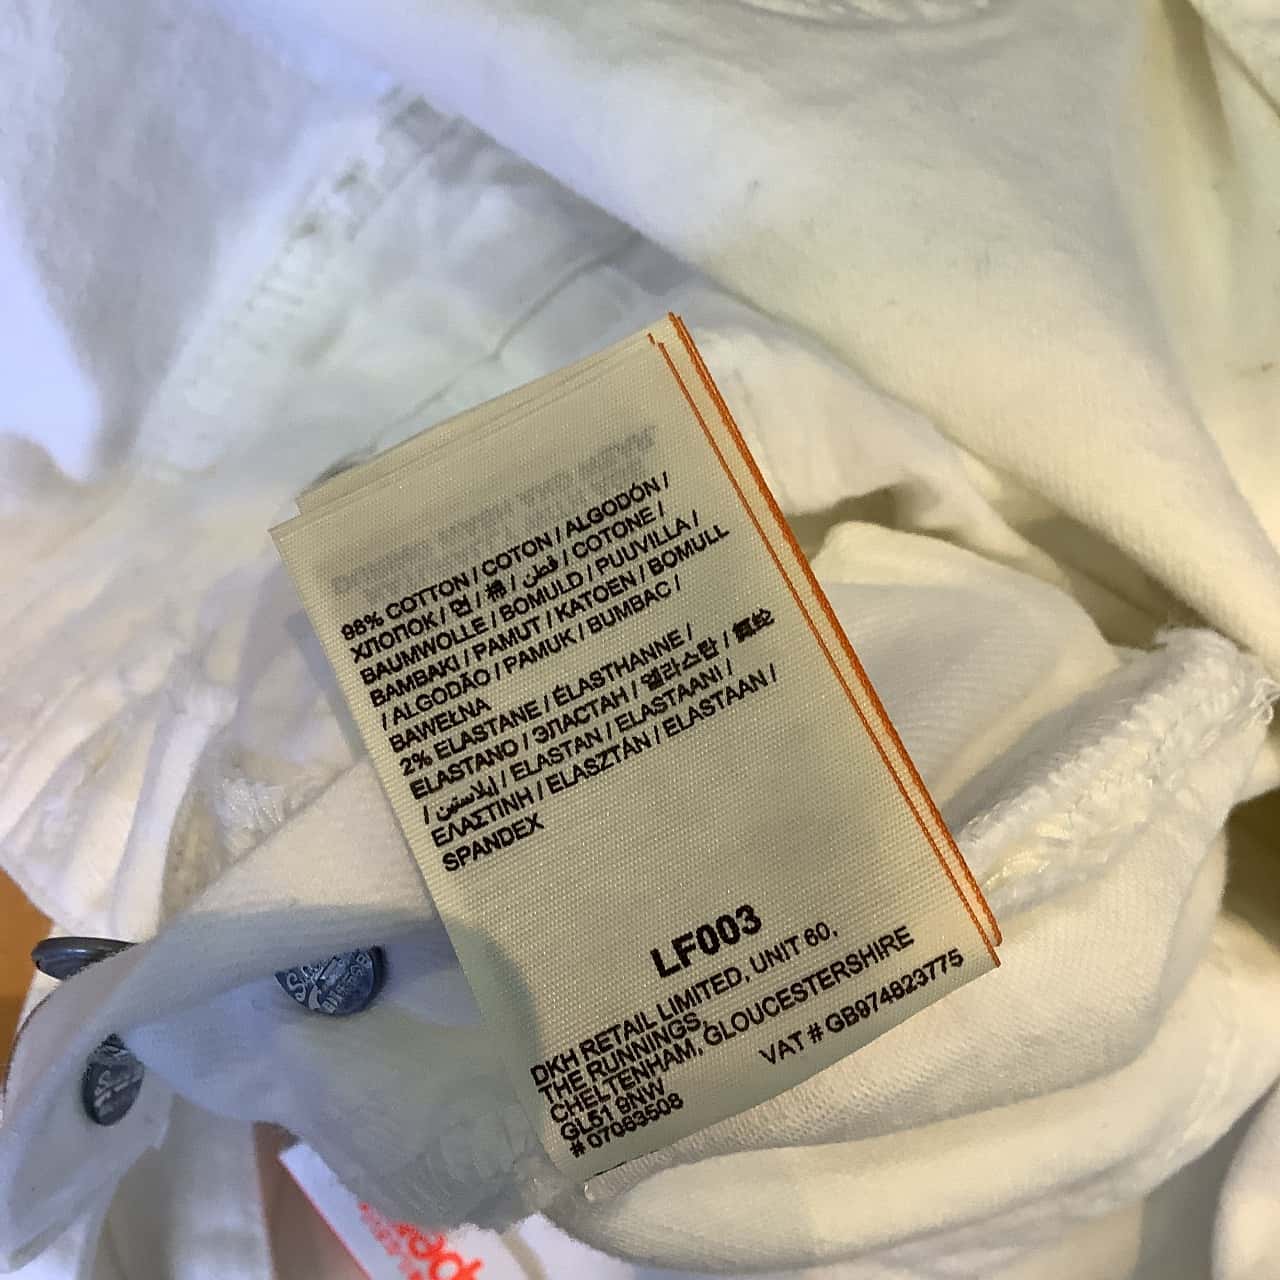 98% COTTON / COTON / ALGODÓN /
ХЛОПОК / 면 / 棉 / قطن / COTONE /
BAUMWOLLE / BOMULD / PUUVILLA /
BAMBAKI / PAMUT / KATOEN / BOMULL
/ ALGODÃO / PAMUK / BUMBAC /
BAWEŁNA
2% ELASTANE / ÉLASTHANNE /
ELASTANO / ЭЛАСТАН / 엘라스탄 / 氨纶
/ إيلاستين / ELASTAN / ELASTAANI /
ΕΛΑΣΤΙΝΗ / ELASZTÁN / ELASTAAN /
SPANDEX
LF003
DKH RETAIL LIMITED, UNIT 60,
THE RUNNINGS,
CHELTENHAM, GLOUCESTERSHIRE
GL51 9NW VAT # GB974823775
# 07063508